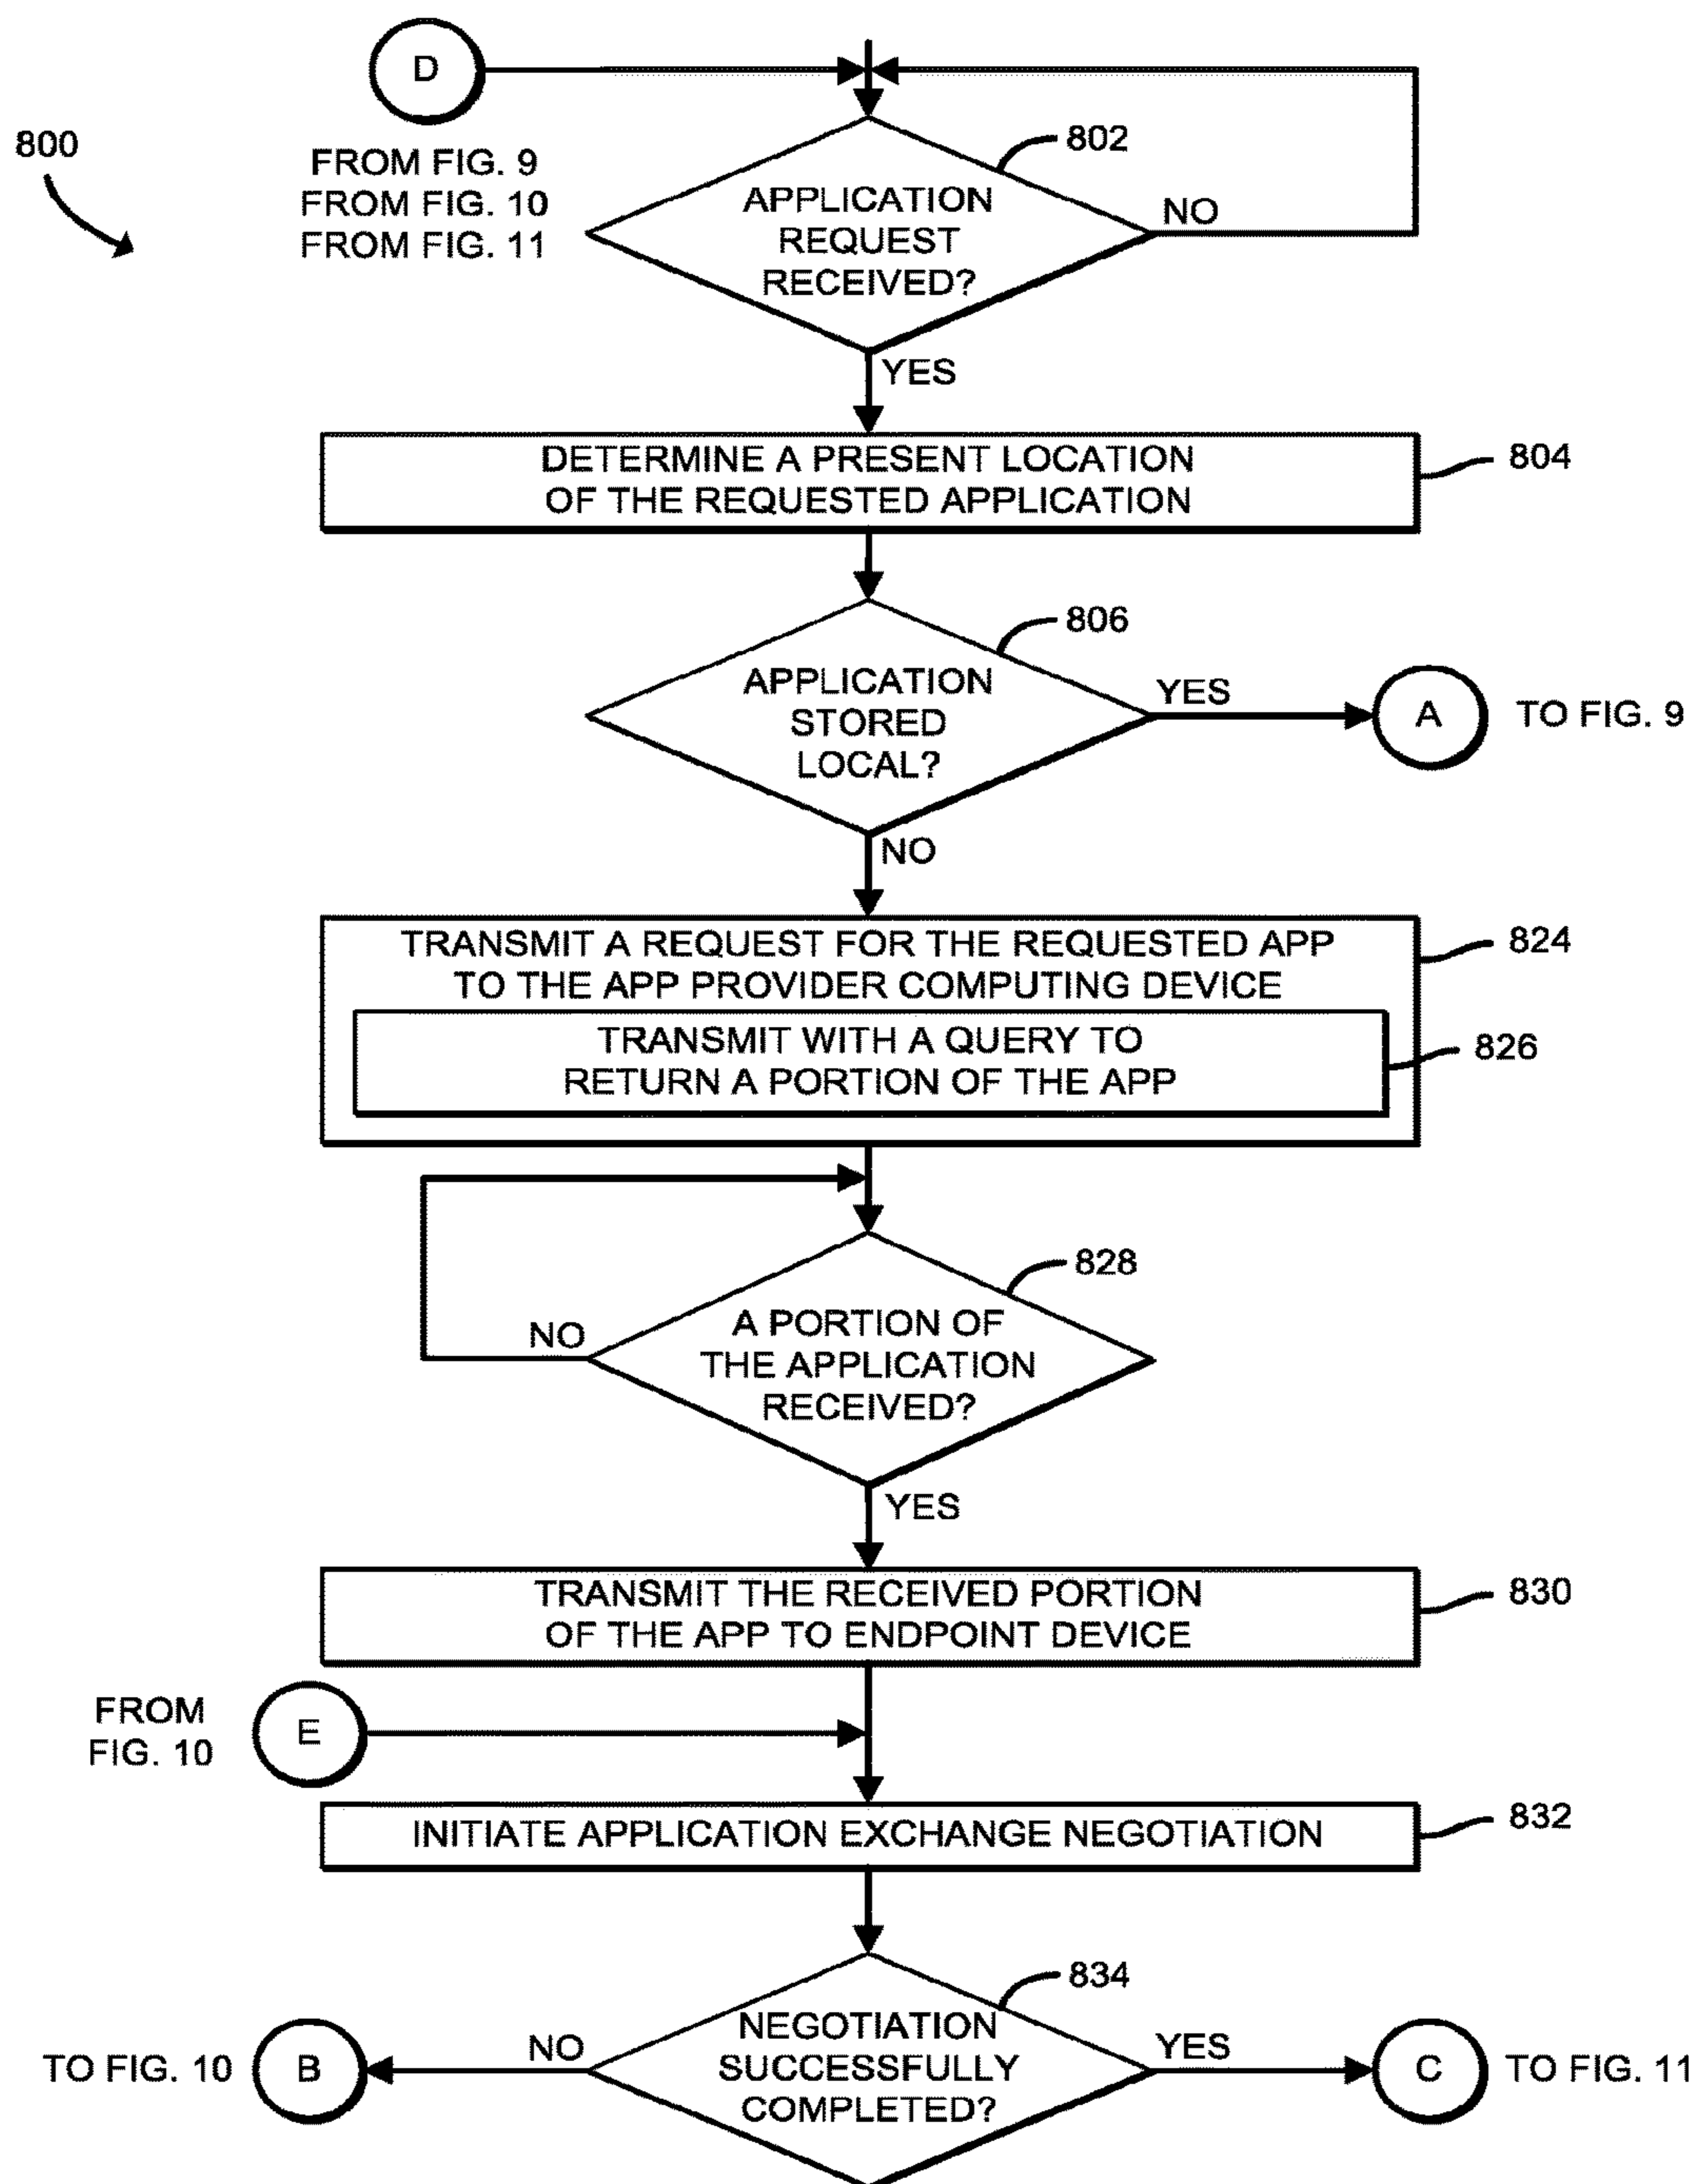 D
800
FROM FIG. 9
FROM FIG. 10
FROM FIG. 11
802
APPLICATION
REQUEST
RECEIVED?
NO
YES
DETERMINE A PRESENT LOCATION
OF THE REQUESTED APPLICATION
804
806
APPLICATION
STORED
LOCAL?
YES
A
TO FIG. 9
NO
TRANSMIT A REQUEST FOR THE REQUESTED APP
TO THE APP PROVIDER COMPUTING DEVICE
824
TRANSMIT WITH A QUERY TO
RETURN A PORTION OF THE APP
826
828
A PORTION OF
THE APPLICATION
RECEIVED?
NO
YES
TRANSMIT THE RECEIVED PORTION
OF THE APP TO ENDPOINT DEVICE
830
FROM
FIG. 10
E
INITIATE APPLICATION EXCHANGE NEGOTIATION
832
834
NEGOTIATION
SUCCESSFULLY
COMPLETED?
NO
B
TO FIG. 10
YES
C
TO FIG. 11